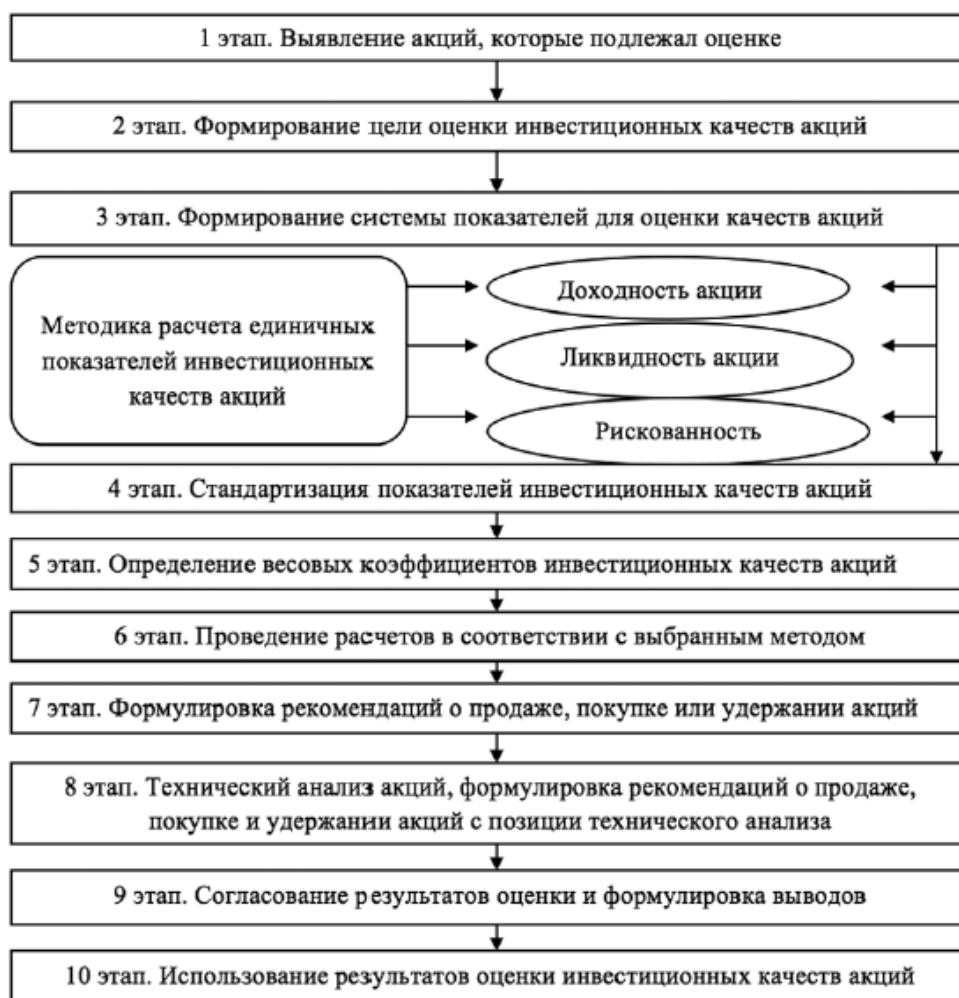 1 этап. Выявление акций, которые подлежал оценке
2 этап. Формирование цели оценки инвестиционных качеств акций
3 этап. Формирование системы показателей для оценки качеств акций
Методика расчета единичных
показателей инвестиционных
качеств акций
Доходность акции
Ликвидность акции
Рискованность
4 этап. Стандартизация показателей инвестиционных качеств акций
5 этап. Определение весовых коэффициентов инвестиционных качеств акций
6 этап. Проведение расчетов в соответствии с выбранным методом
7 этап. Формулировка рекомендаций о продаже, покупке или удержании акций
8 этап. Технический анализ акций, формулировка рекомендаций о продаже,
покупке и удержании акций с позиции технического анализа
9 этап. Согласование результатов оценки и формулировка выводов
10 этап. Использование результатов оценки инвестиционных качеств акций